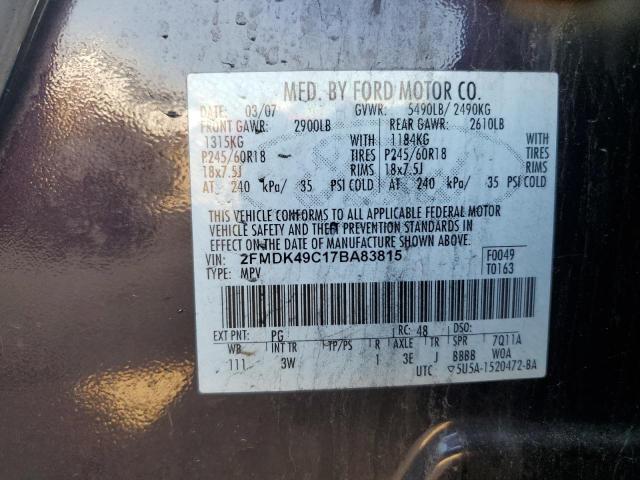 MFD. BY FORD MOTOR CO.
DATE: 03/07 GVWR: 5490LB/ 2490KG
FRONT GAWR: 2900LB REAR GAWR: 2610LB
1315KG WITH 1184KG WITH
P245/60R18 TIRES P245/60R18 TIRES
18x7.5J RIMS 18x7.5J RIMS
AT 240 kPa/ 35 PSI COLD AT 240 kPa/ 35 PSI COLD
THIS VEHICLE CONFORMS TO ALL APPLICABLE FEDERAL MOTOR
VEHICLE SAFETY AND THEFT PREVENTION STANDARDS IN
EFFECT ON THE DATE OF MANUFACTURE SHOWN ABOVE.
VIN: 2FMDK49C17BA83815 F0049
TYPE: MPV T0163
EXT PNT: PG RC: 48 DSO:
WB INT TR TP/PS R AXLE TR SPR 7Q11A
111 3W 1 3E J BBBB WOA
UTC ▽5U5A-1520472-BA